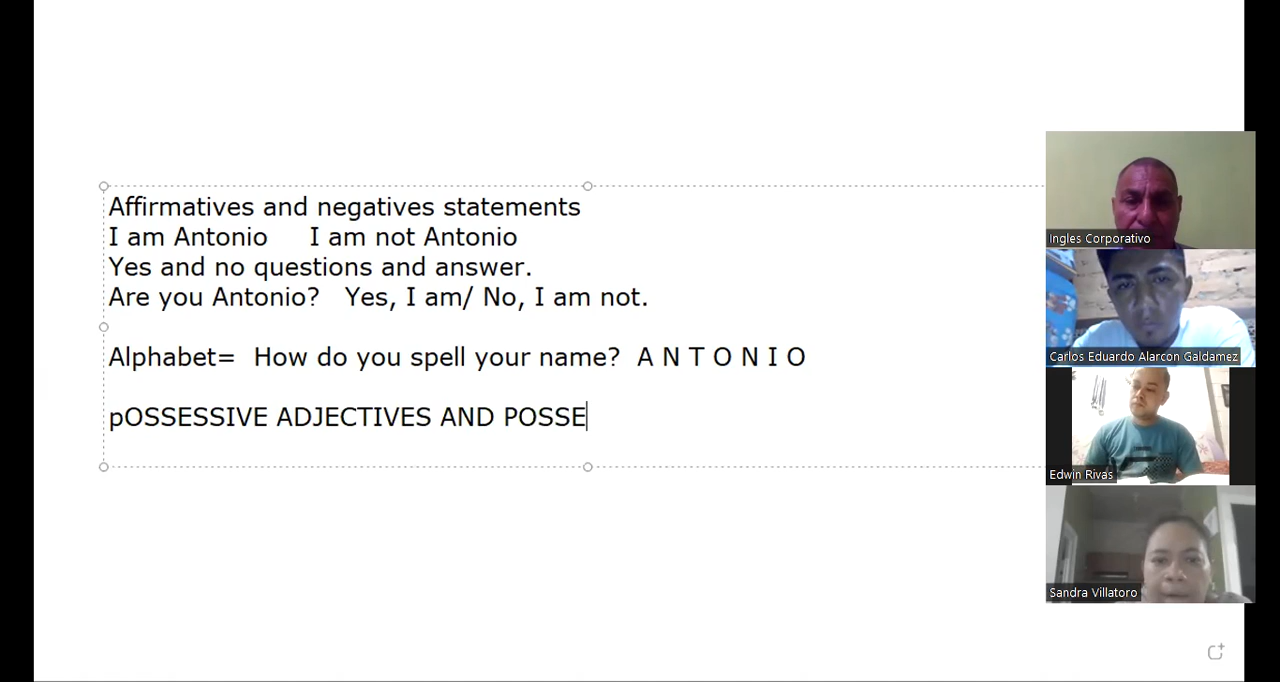 Affirmatives and negatives statements
I am Antonio I am not Antonio
Yes and no questions and answer.
Are you Antonio? Yes, I am/ No, I am not.
Alphabet= How do you spell your name? A N T O N I O
pOSSESSIVE ADJECTIVES AND POSSE
Ingles Corporativo
Carlos Eduardo Alarcon Galdamez
Edwin Rivas
Sandra Villatoro